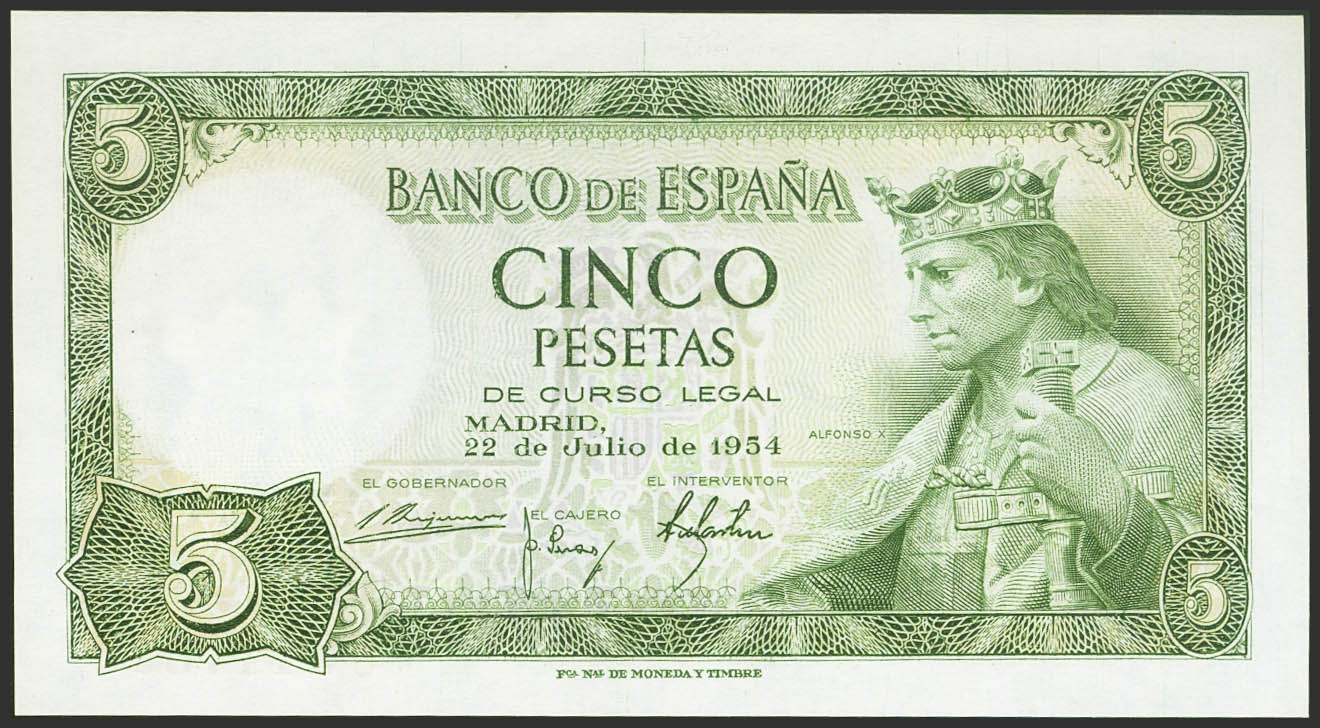 5 5
BANCO DE ESPAÑA
CINCO
PESETAS
DE CURSO LEGAL
MADRID,
22 de Julio de 1954
ALFONSO X
EL GOBERNADOR EL INTERVENTOR
EL CAJERO
5 5
Fca Nal DE MONEDA Y TIMBRE